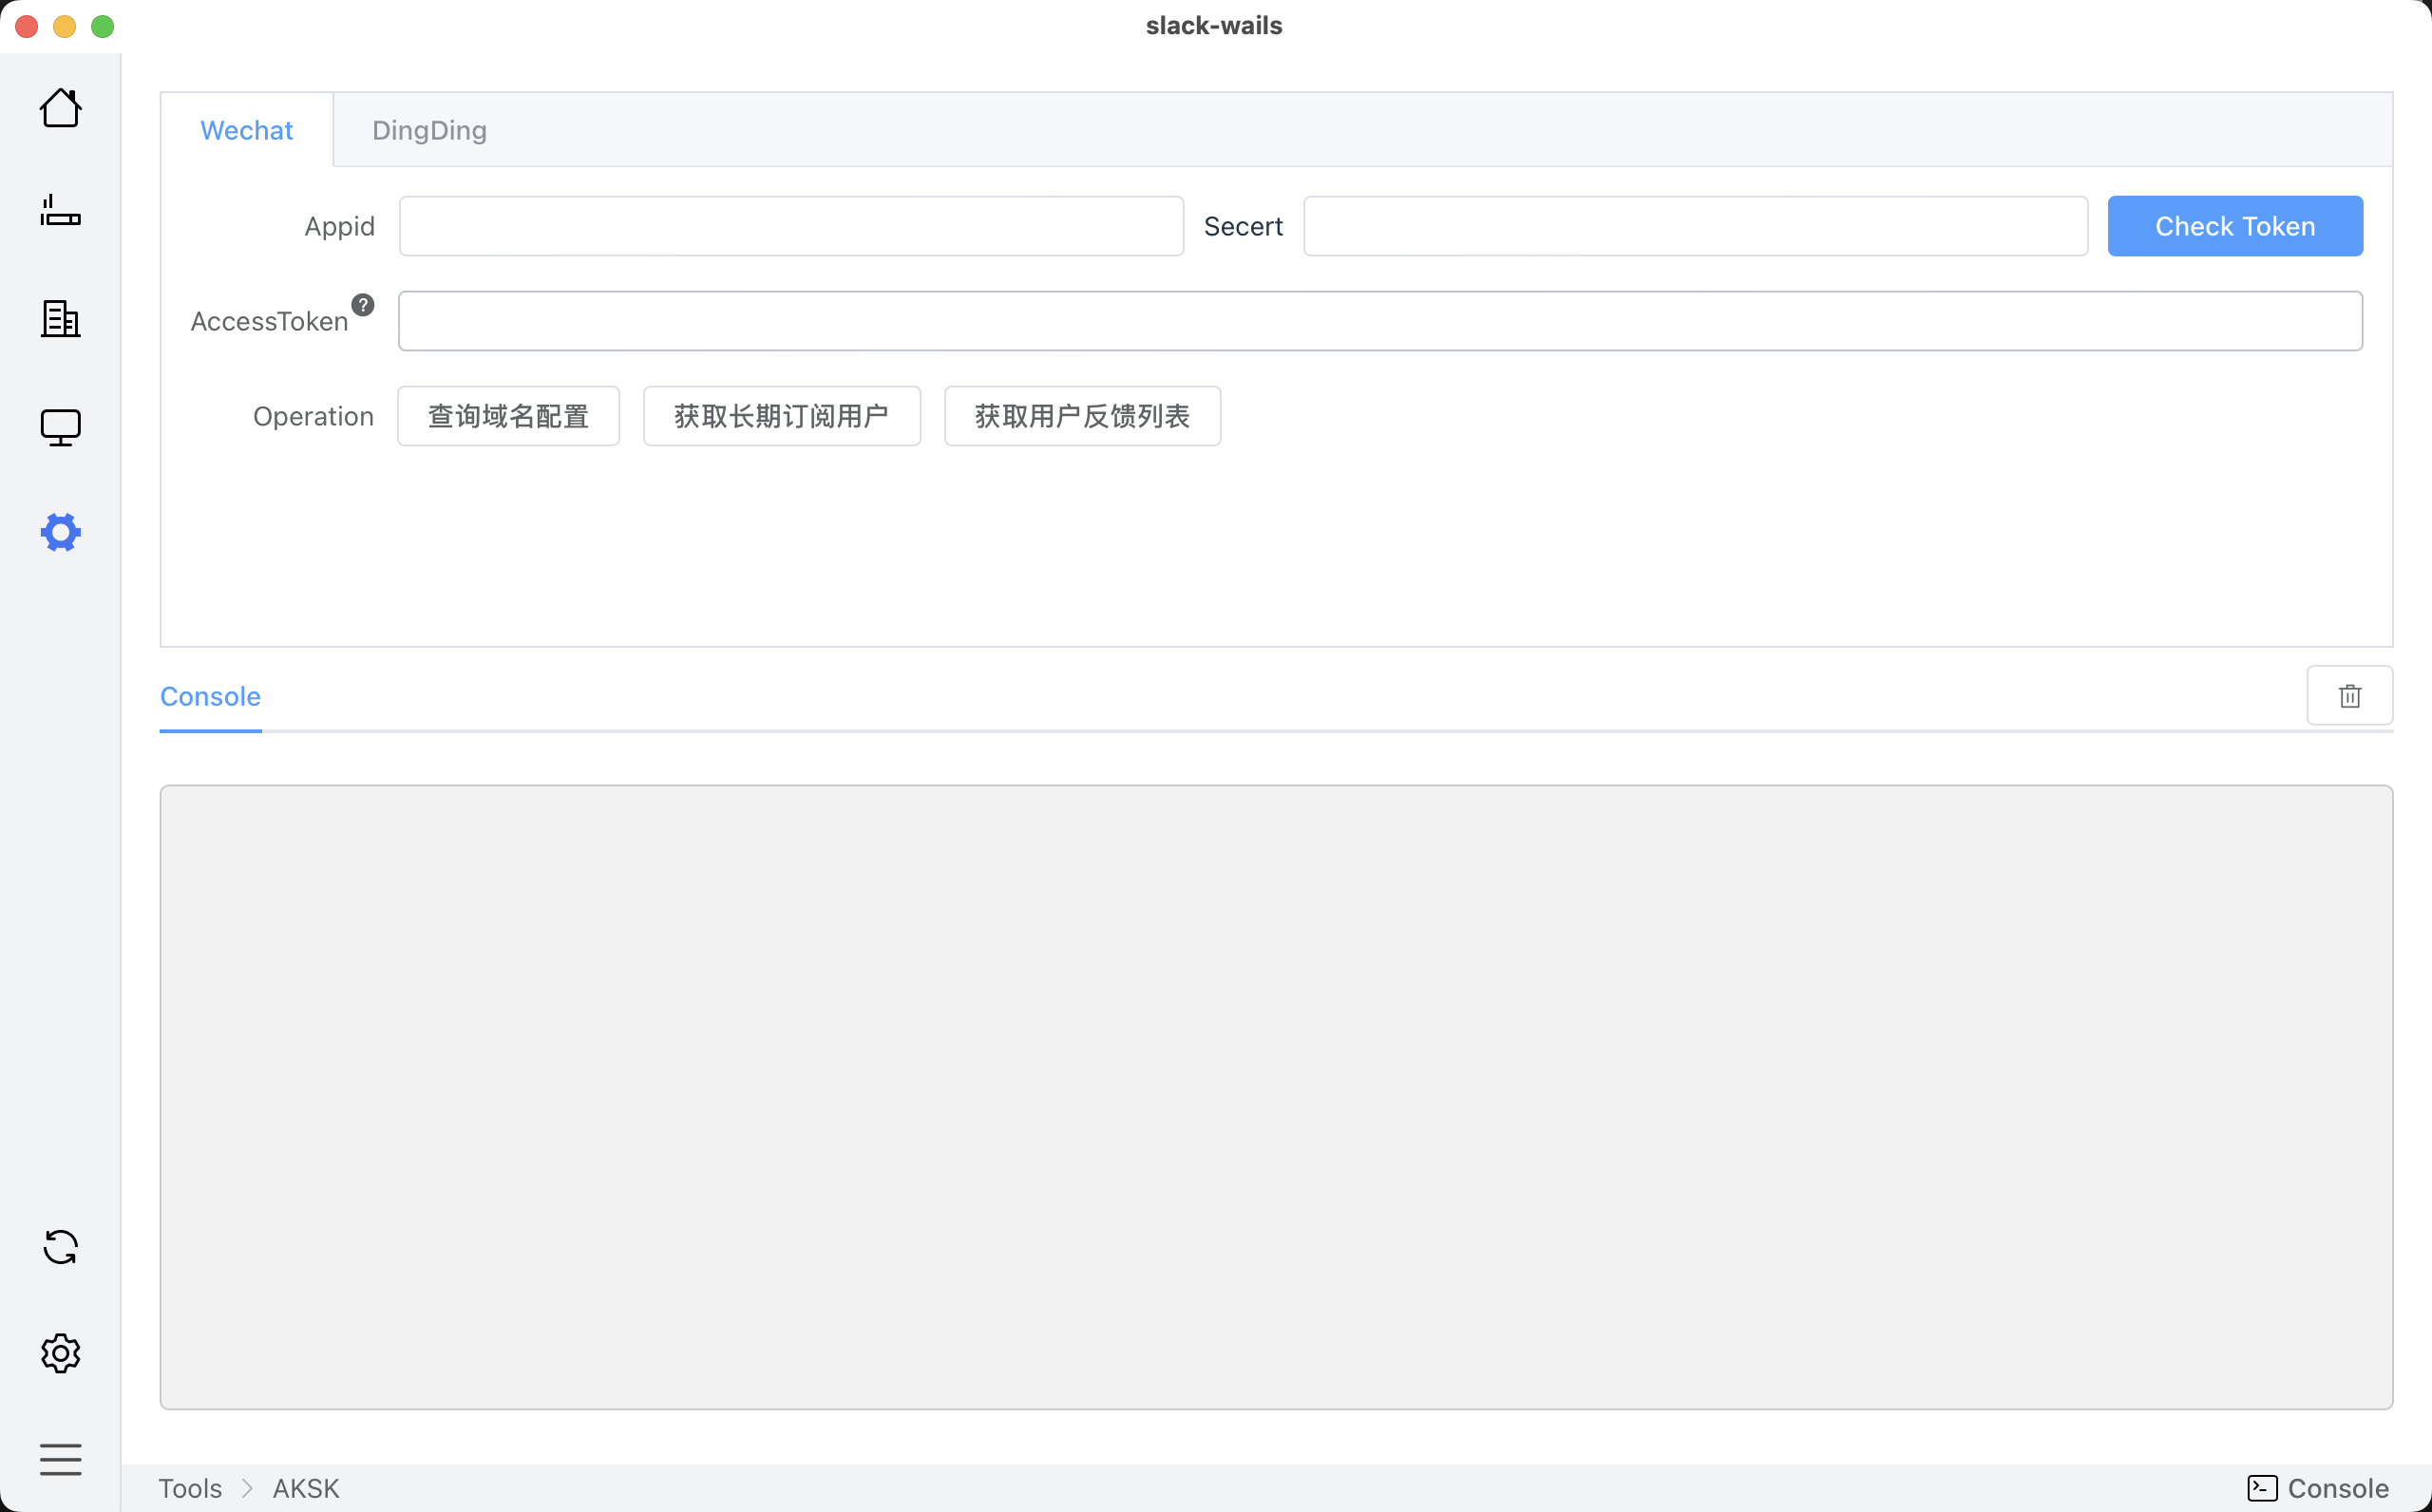 slack-wails
Wechat DingDing
Appid Secert Check Token
AccessToken ?
Operation 查询域名配置 获取长期订阅用户 获取用户反馈列表
Console
Tools > AKSK Console